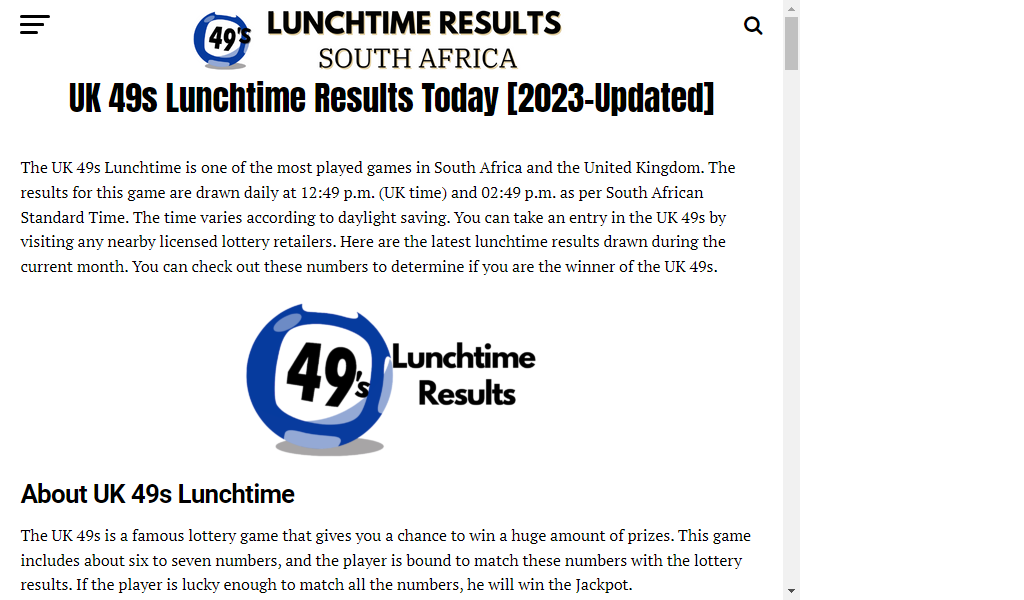 49's LUNCHTIME RESULTS
SOUTH AFRICA
UK 49s Lunchtime Results Today [2023-Updated]
The UK 49s Lunchtime is one of the most played games in South Africa and the United Kingdom. The
results for this game are drawn daily at 12:49 p.m. (UK time) and 02:49 p.m. as per South African
Standard Time. The time varies according to daylight saving. You can take an entry in the UK 49s by
visiting any nearby licensed lottery retailers. Here are the latest lunchtime results drawn during the
current month. You can check out these numbers to determine if you are the winner of the UK 49s.
49's Lunchtime
Results
About UK 49s Lunchtime
The UK 49s is a famous lottery game that gives you a chance to win a huge amount of prizes. This game
includes about six to seven numbers, and the player is bound to match these numbers with the lottery
results. If the player is lucky enough to match all the numbers, he will win the Jackpot.